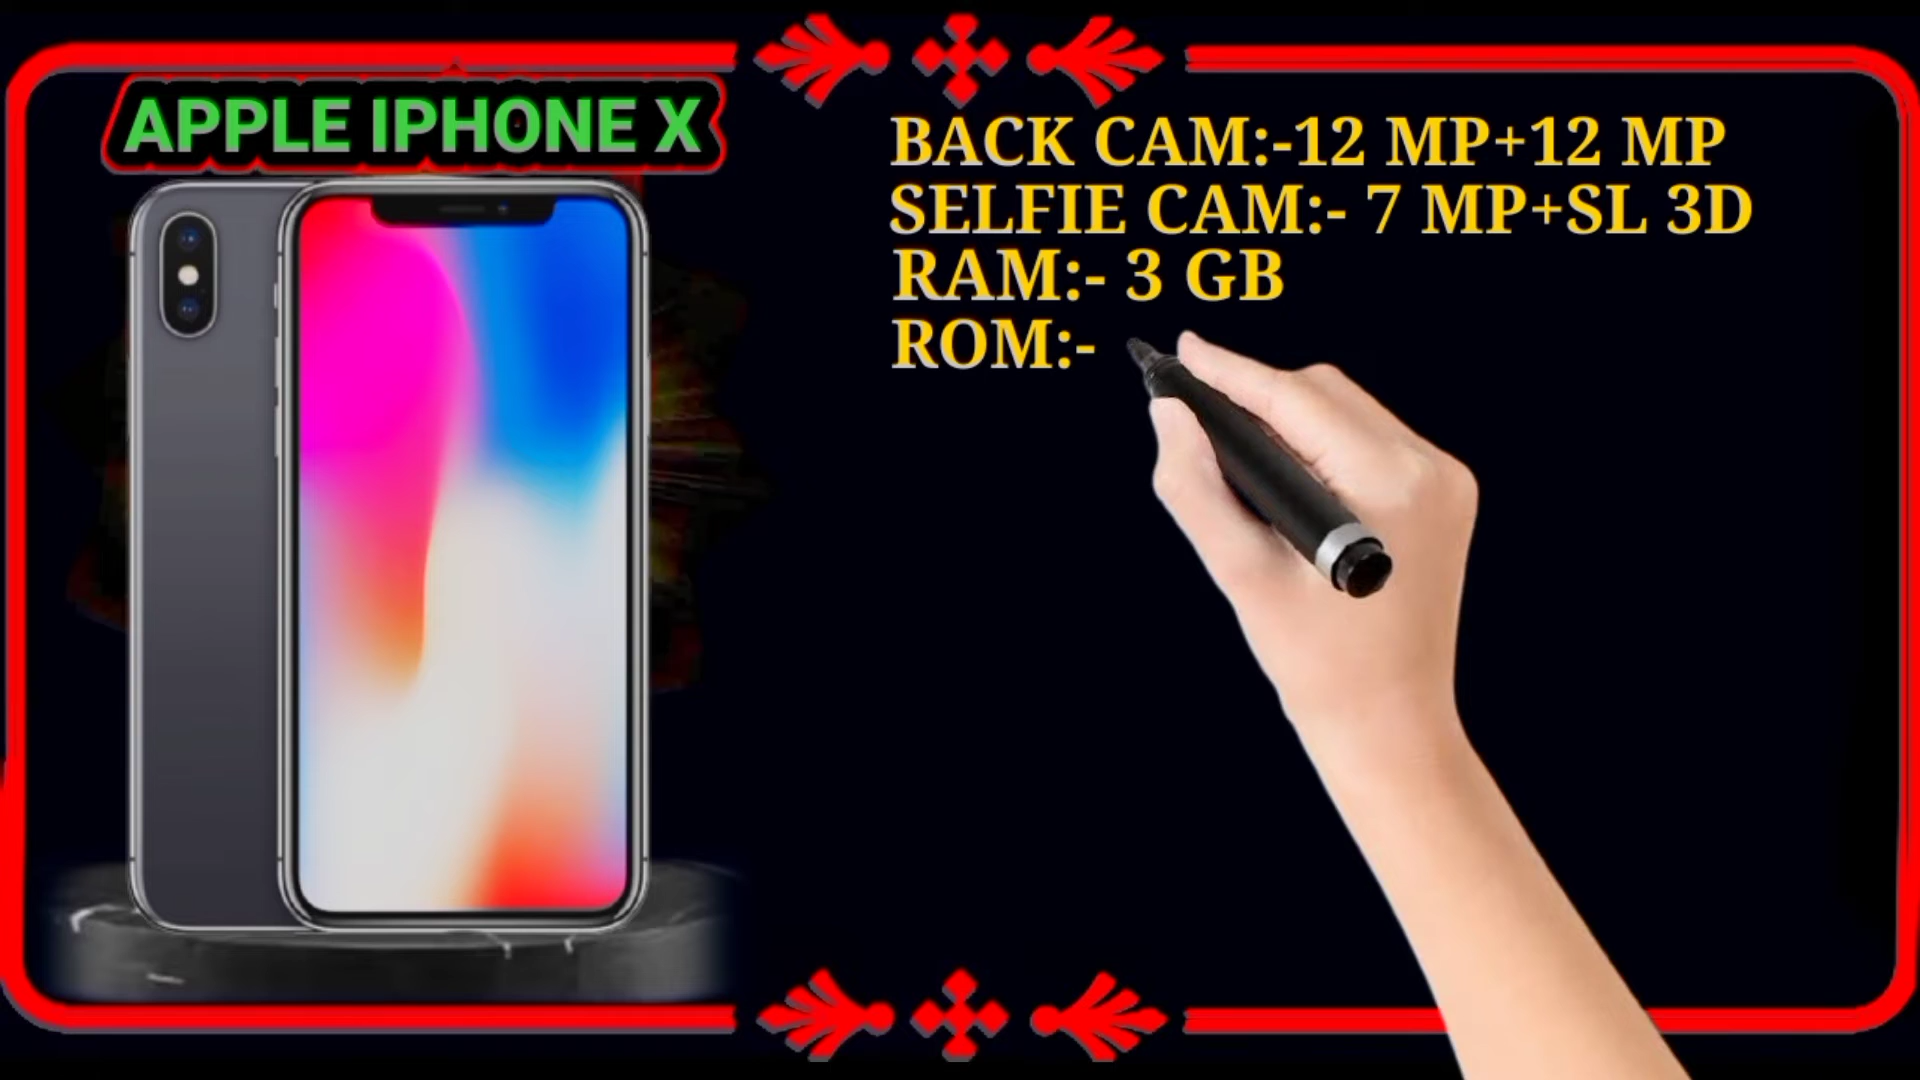 APPLE IPHONE X
BACK CAM:-12 MP+12 MP
SELFIE CAM:- 7 MP+SL 3D
RAM:- 3 GB
ROM:-